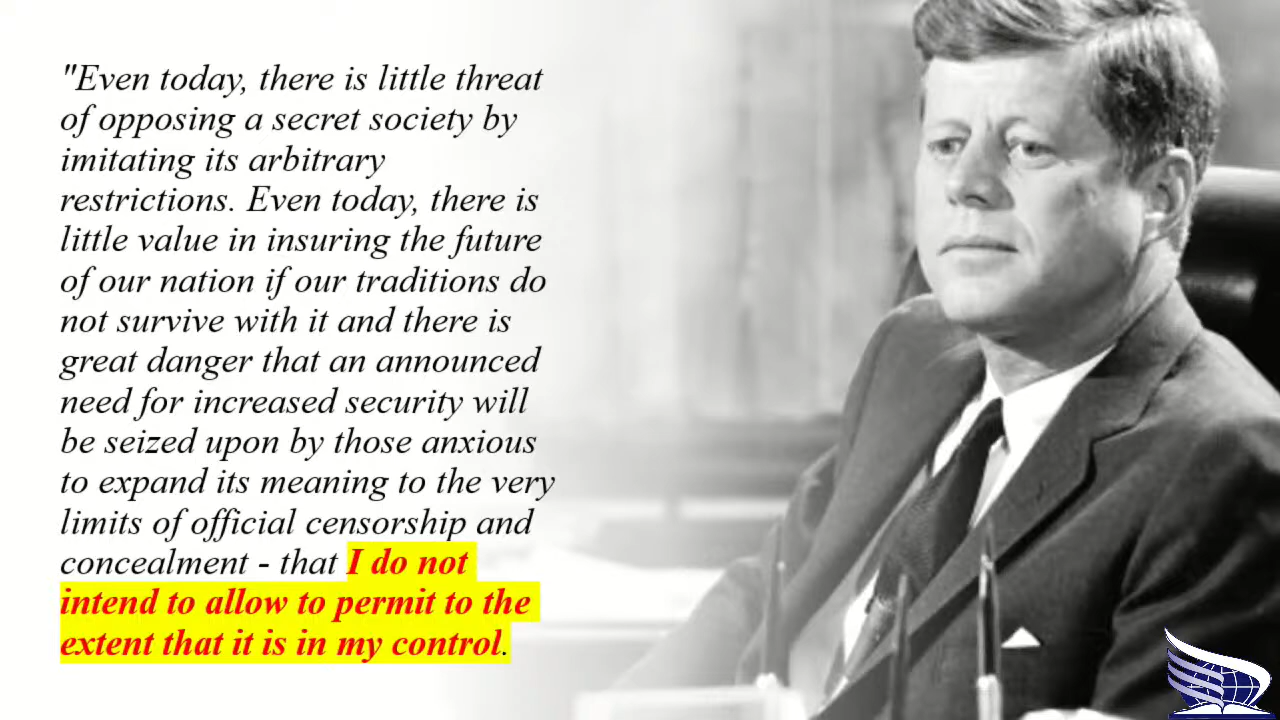 "Even today, there is little threat
of opposing a secret society by
imitating its arbitrary
restrictions. Even today, there is
little value in insuring the future
of our nation if our traditions do
not survive with it and there is
great danger that an announced
need for increased security will
be seized upon by those anxious
to expand its meaning to the very
limits of official censorship and
concealment - that I do not
intend to allow to permit to the
extent that it is in my control.